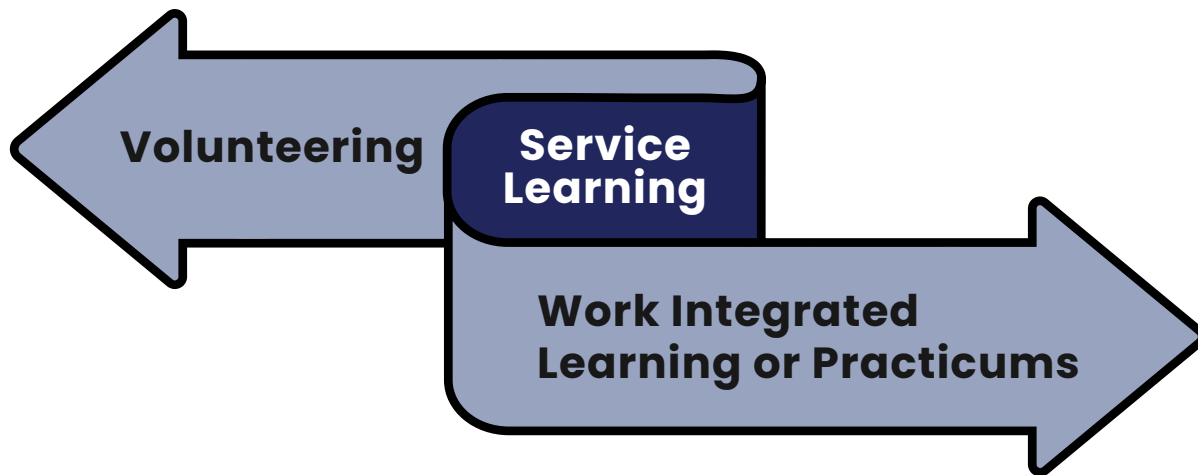 Volunteering
Service
Learning
Work Integrated
Learning or Practicums